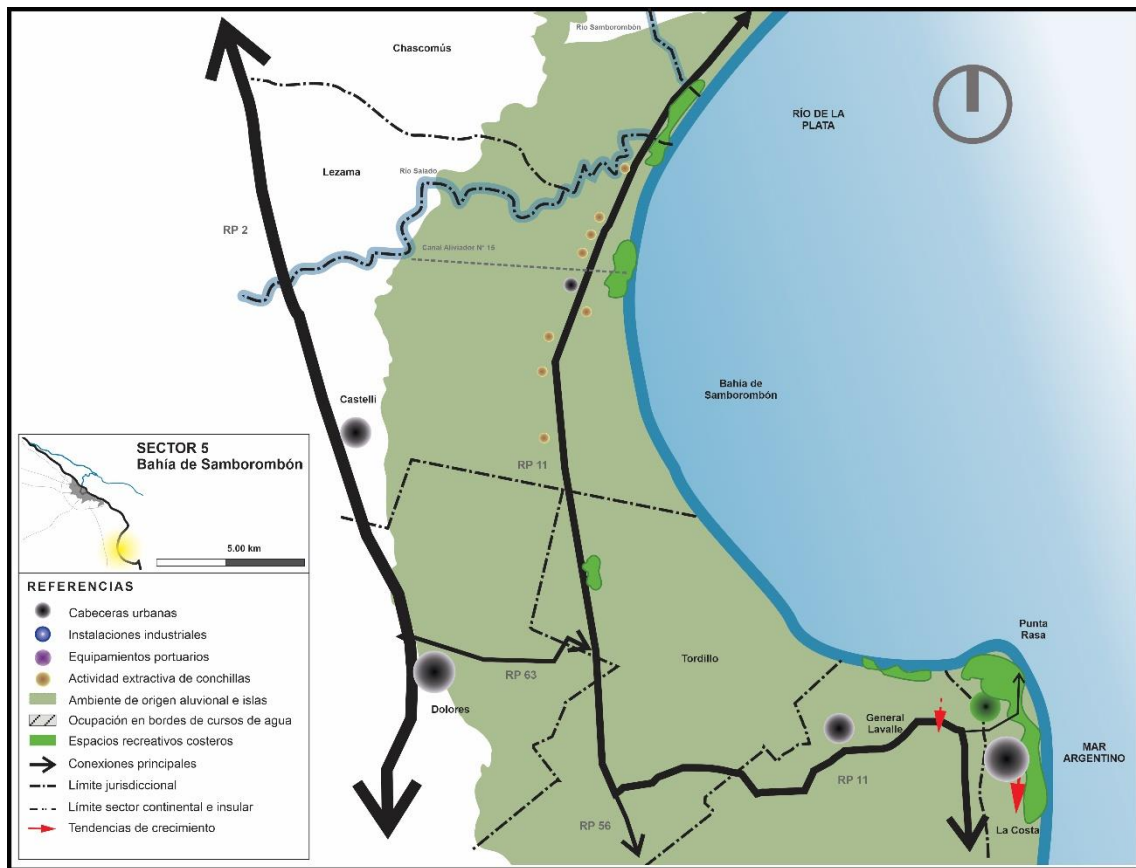 Río Samborombón
Chascomús
RÍO DE LA
PLATA
Lezama
Río Salado
RP 2
Canal Aliviador N° 15
Castelli
Bahía de
Samborombón
RP 11
SECTOR 5
Bahía de Samborombón
5.00 km
REFERENCIAS
Cabeceras urbanas
Instalaciones industriales
Equipamientos portuarios
Actividad extractiva de conchillas
Ambiente de origen aluvional e islas
Ocupación en bordes de cursos de agua
Espacios recreativos costeros
Conexiones principales
Límite jurisdiccional
Límite sector continental e insular
Tendencias de crecimiento
Punta
Rasa
Tordillo
RP 63
Dolores
General
Lavalle
MAR
ARGENTINO
RP 11
La Costa
RP 56